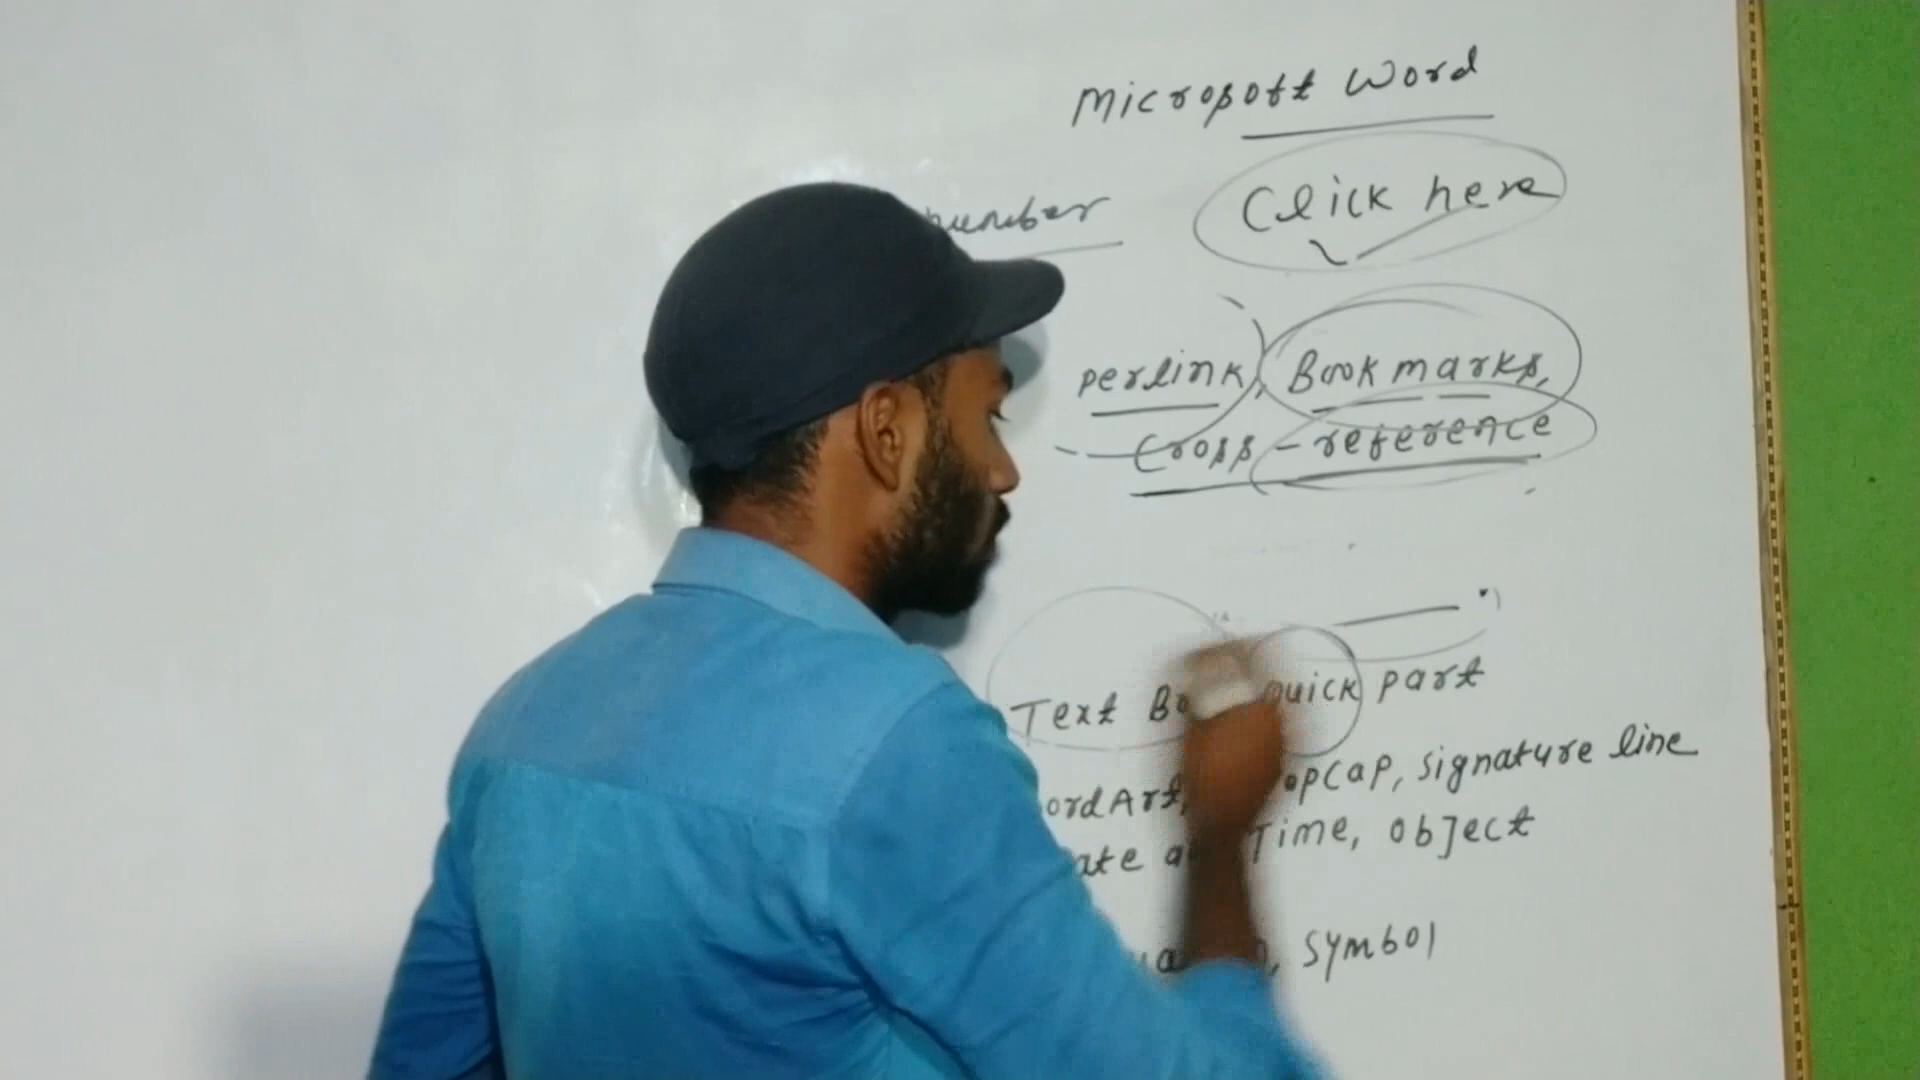 Microsoft Word
number
Click here
perlink, Bookmarks,
Cross-reference
Text Bo quick part
ordArt, opCap, signature line
ate a Time, Object
, Symbol